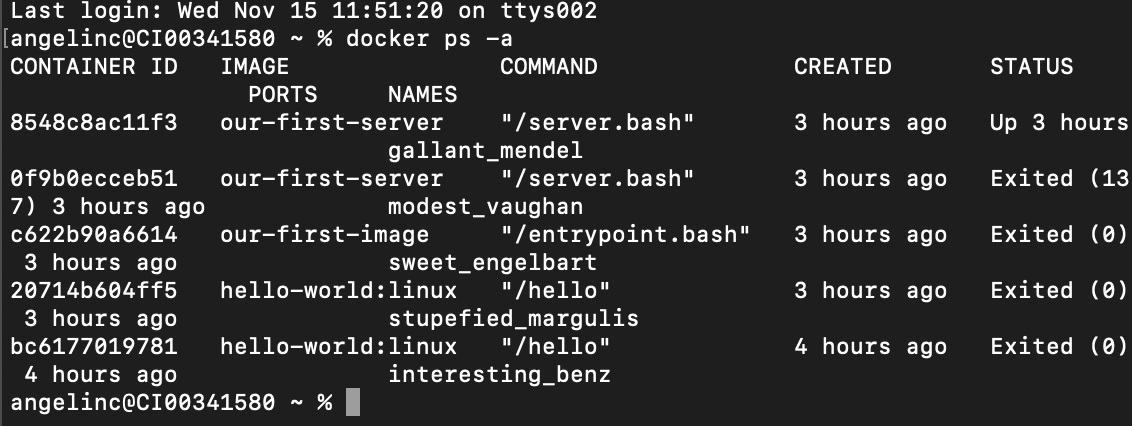 Last login: Wed Nov 15 11:51:20 on ttys002
[angelinc@CI00341580 ~ % docker ps -a
CONTAINER ID   IMAGE               COMMAND              CREATED       STATUS
                 PORTS     NAMES
8548c8ac11f3   our-first-server    "/server.bash"       3 hours ago   Up 3 hours
                           gallant_mendel
0f9b0ecceb51   our-first-server    "/server.bash"       3 hours ago   Exited (13
7) 3 hours ago             modest_vaughan
c622b90a6614   our-first-image     "/entrypoint.bash"   3 hours ago   Exited (0)
 3 hours ago               sweet_engelbart
20714b604ff5   hello-world:linux   "/hello"             3 hours ago   Exited (0)
 3 hours ago               stupefied_margulis
bc6177019781   hello-world:linux   "/hello"             4 hours ago   Exited (0)
 4 hours ago               interesting_benz
angelinc@CI00341580 ~ %